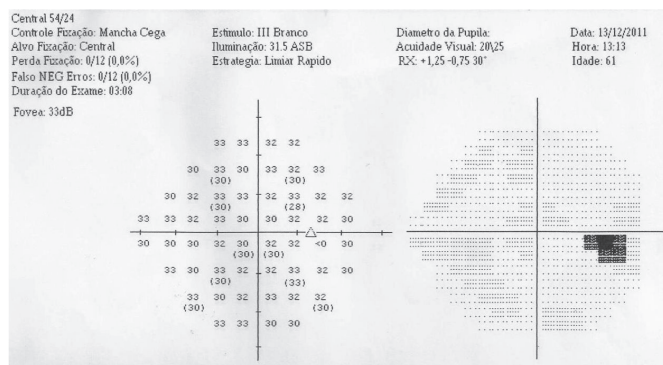 Central 54/24
Controle Fixação: Mancha Cega Estimulo: III Branco Diametro da Pupila: Data: 13/12/2011
Alvo Fixação: Central Iluminação: 31.5 ASB Acuidade Visual: 20\25 Hora: 13:13
Perda Fixação: 0/12 (0,0%) Estrategia: Limiar Rapido RX: +1,25 -0,75 30° Idade: 61
Falso NEG Erros: 0/12 (0,0%)
Duração do Exame: 03:08
Fovea: 33dB
33 33 32 32
30 33 30 33 32 33
(30) (30)
30 32 33 33 32 33 32 32
(30) (28)
33 33 32 33 30 30 32 32 30
30 30 30 32 30 32 32 <0 30
(30) (30)
33 30 33 32 32 33 32 30
(30) (33)
33 30 32 33 32 32
(30) (30)
33 33 30 30